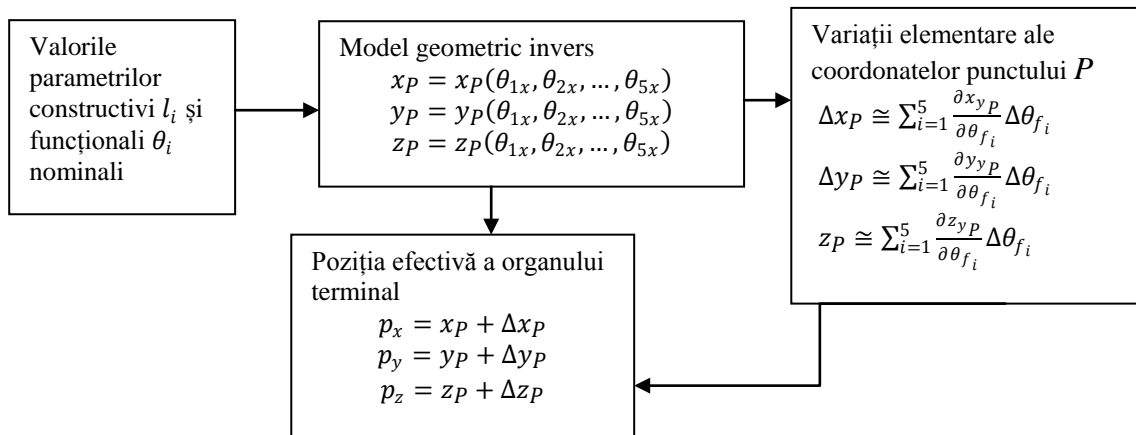 Valorile
parametrilor
constructivi l_i și
funcționali θ_i
nominali
Model geometric invers
x_P = x_P(θ_{1x}, θ_{2x}, … , θ_{5x})
y_P = y_P(θ_{1x}, θ_{2x}, … , θ_{5x})
z_P = z_P(θ_{1x}, θ_{2x}, … , θ_{5x})
Variații elementare ale
coordonatelor punctului P
Δx_P ≅ ∑_{i=1}^{5} \frac{∂x_{y_P}}{∂θ_{f_i}} Δθ_{f_i}
Δy_P ≅ ∑_{i=1}^{5} \frac{∂y_{y_P}}{∂θ_{f_i}} Δθ_{f_i}
z_P ≅ ∑_{i=1}^{5} \frac{∂z_{y_P}}{∂θ_{f_i}} Δθ_{f_i}
Poziția efectivă a organului
terminal
p_x = x_P + Δx_P
p_y = y_P + Δy_P
p_z = z_P + Δz_P